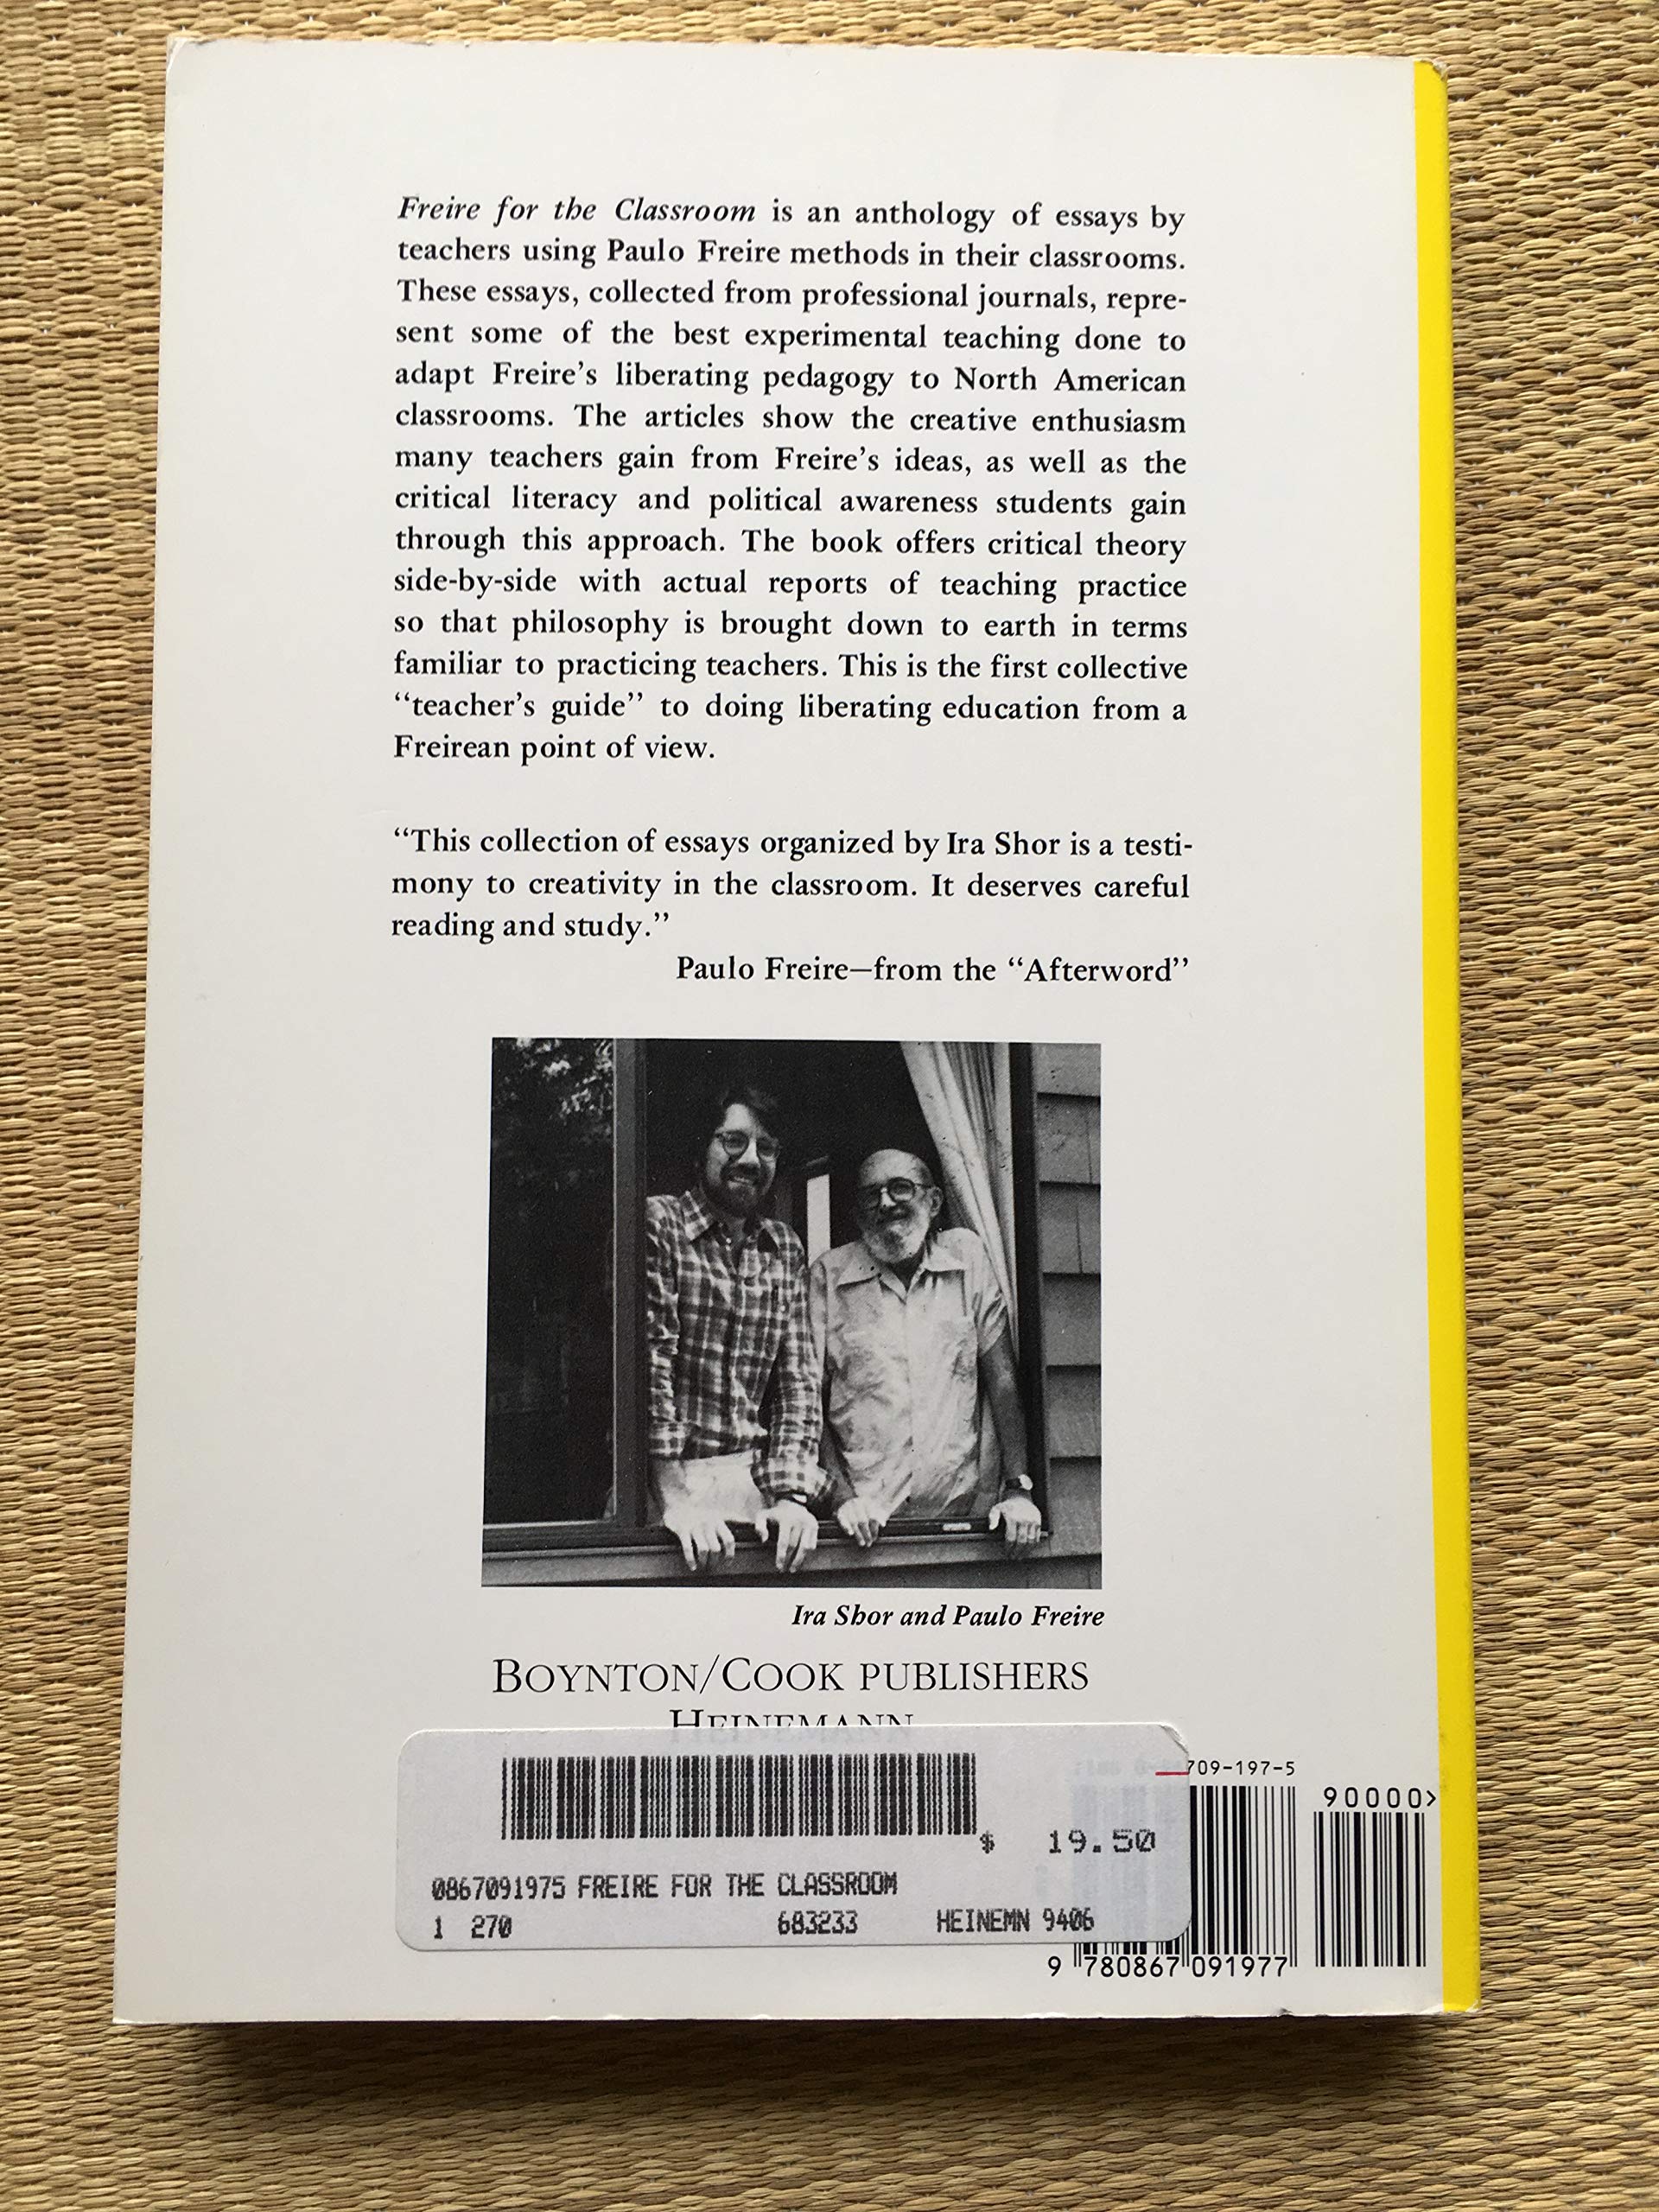 Freire for the Classroom is an anthology of essays by
teachers using Paulo Freire methods in their classrooms.
These essays, collected from professional journals, repre-
sent some of the best experimental teaching done to
adapt Freire's liberating pedagogy to North American
classrooms. The articles show the creative enthusiasm
many teachers gain from Freire's ideas, as well as the
critical literacy and political awareness students gain
through this approach. The book offers critical theory
side-by-side with actual reports of teaching practice
so that philosophy is brought down to earth in terms
familiar to practicing teachers. This is the first collective
“teacher's guide” to doing liberating education from a
Freirean point of view.
“This collection of essays organized by Ira Shor is a testi-
mony to creativity in the classroom. It deserves careful
reading and study.”
Paulo Freire—from the “Afterword”
Ira Shor and Paulo Freire
BOYNTON/COOK PUBLISHERS
HEINEMANN
709-197-5
90000>
$ 19.50
0867091975 FREIRE FOR THE CLASSROOM
1 270 683233 HEINEMN 9406
9 780867 091977